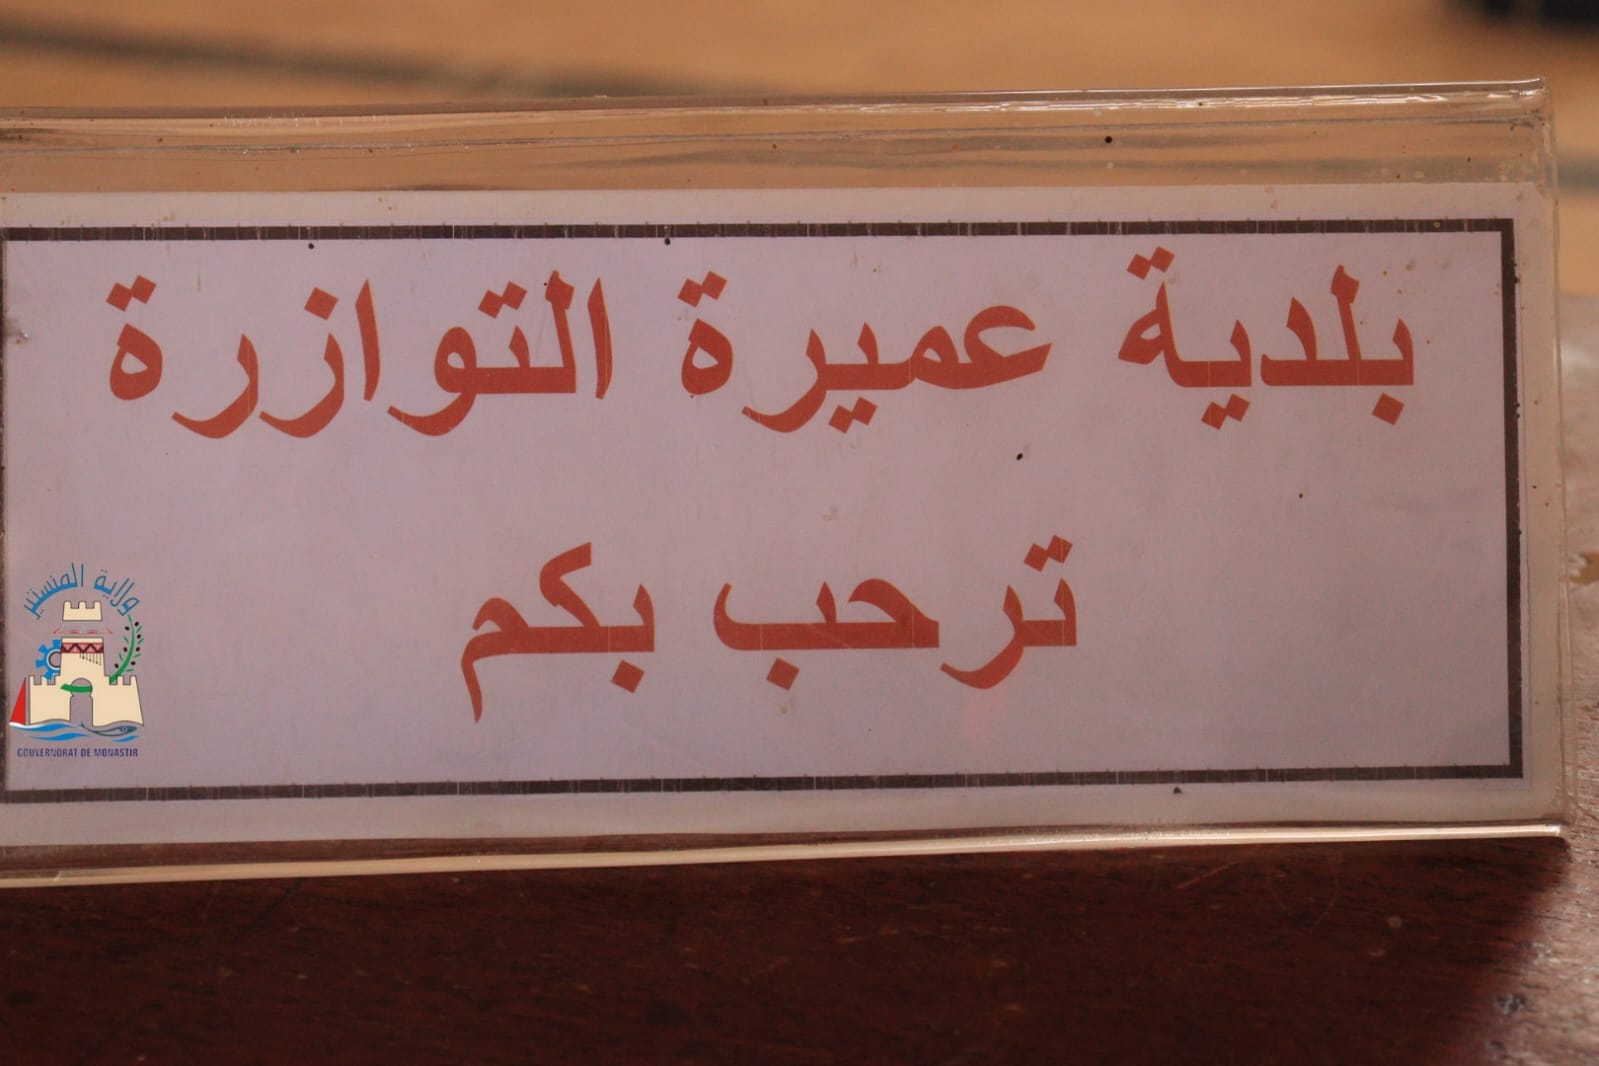 بلدية عميرة التوازرة
ترحب بكم
ولاية المنستير
GOUVERNORAT DE MONASTIR